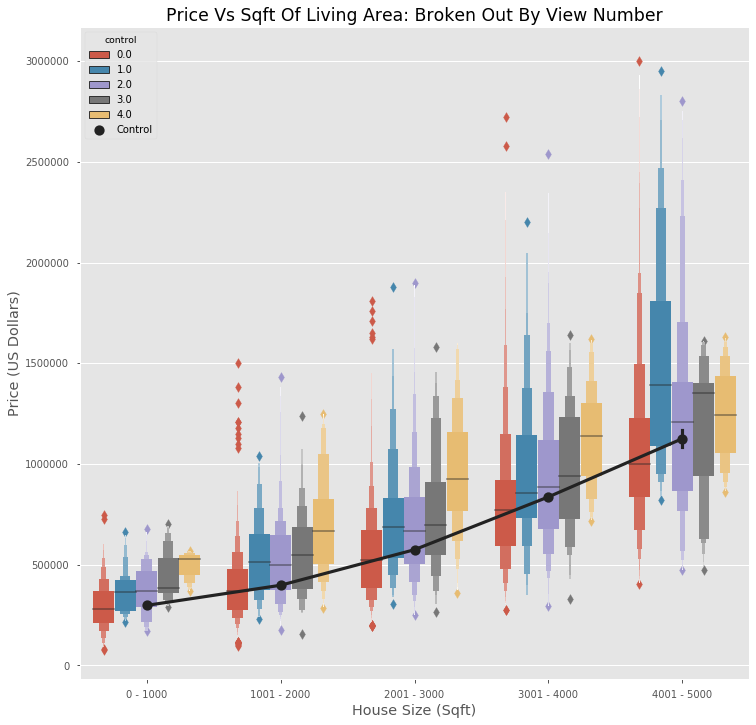 Price Vs Sqft Of Living Area: Broken Out By View Number
control
0.0
1.0
2.0
3.0
4.0
Control
3000000
2500000
2000000
1500000
1000000
500000
0
Price (US Dollars)
0 - 1000
1001 - 2000
2001 - 3000
3001 - 4000
4001 - 5000
House Size (Sqft)